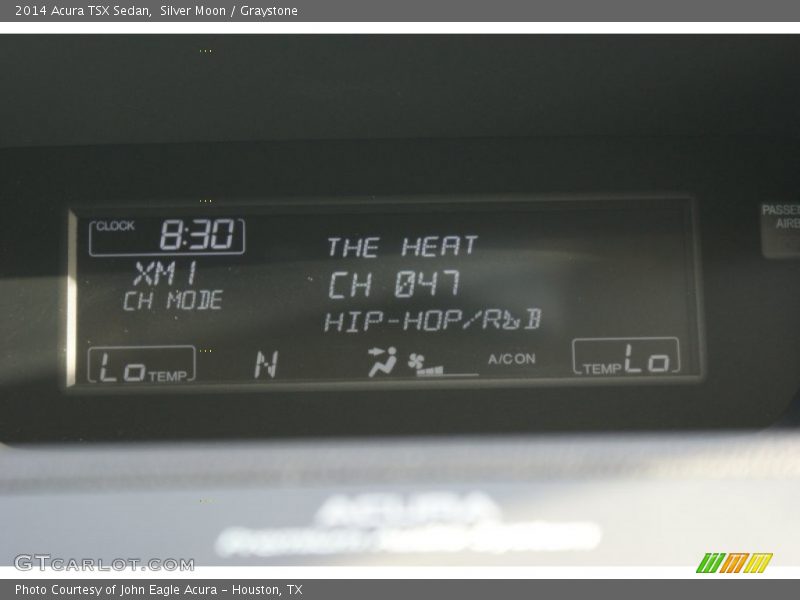 2014 Acura TSX Sedan, Silver Moon / Graystone
PASSE
AIRB
CLOCK 8:30
THE HEAT
XM1
CH 047
CH MODE
HIP-HOP/R&B
Lo TEMP
N
A/C ON
TEMP Lo
ACURA
GTCARLOT.COM
Photo Courtesy of John Eagle Acura - Houston, TX